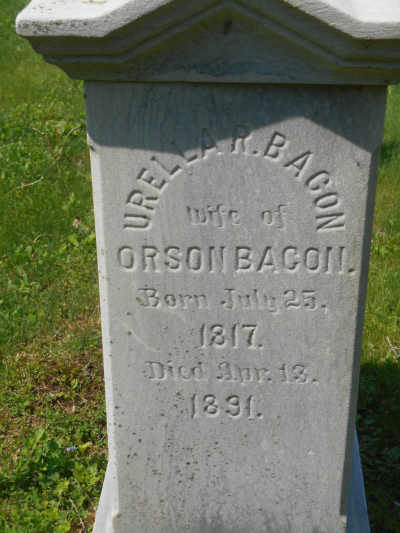 URELLA R. BACON
Wife of
ORSON BACON.
Born July 25.
1817.
Died Apr. 13.
1891.